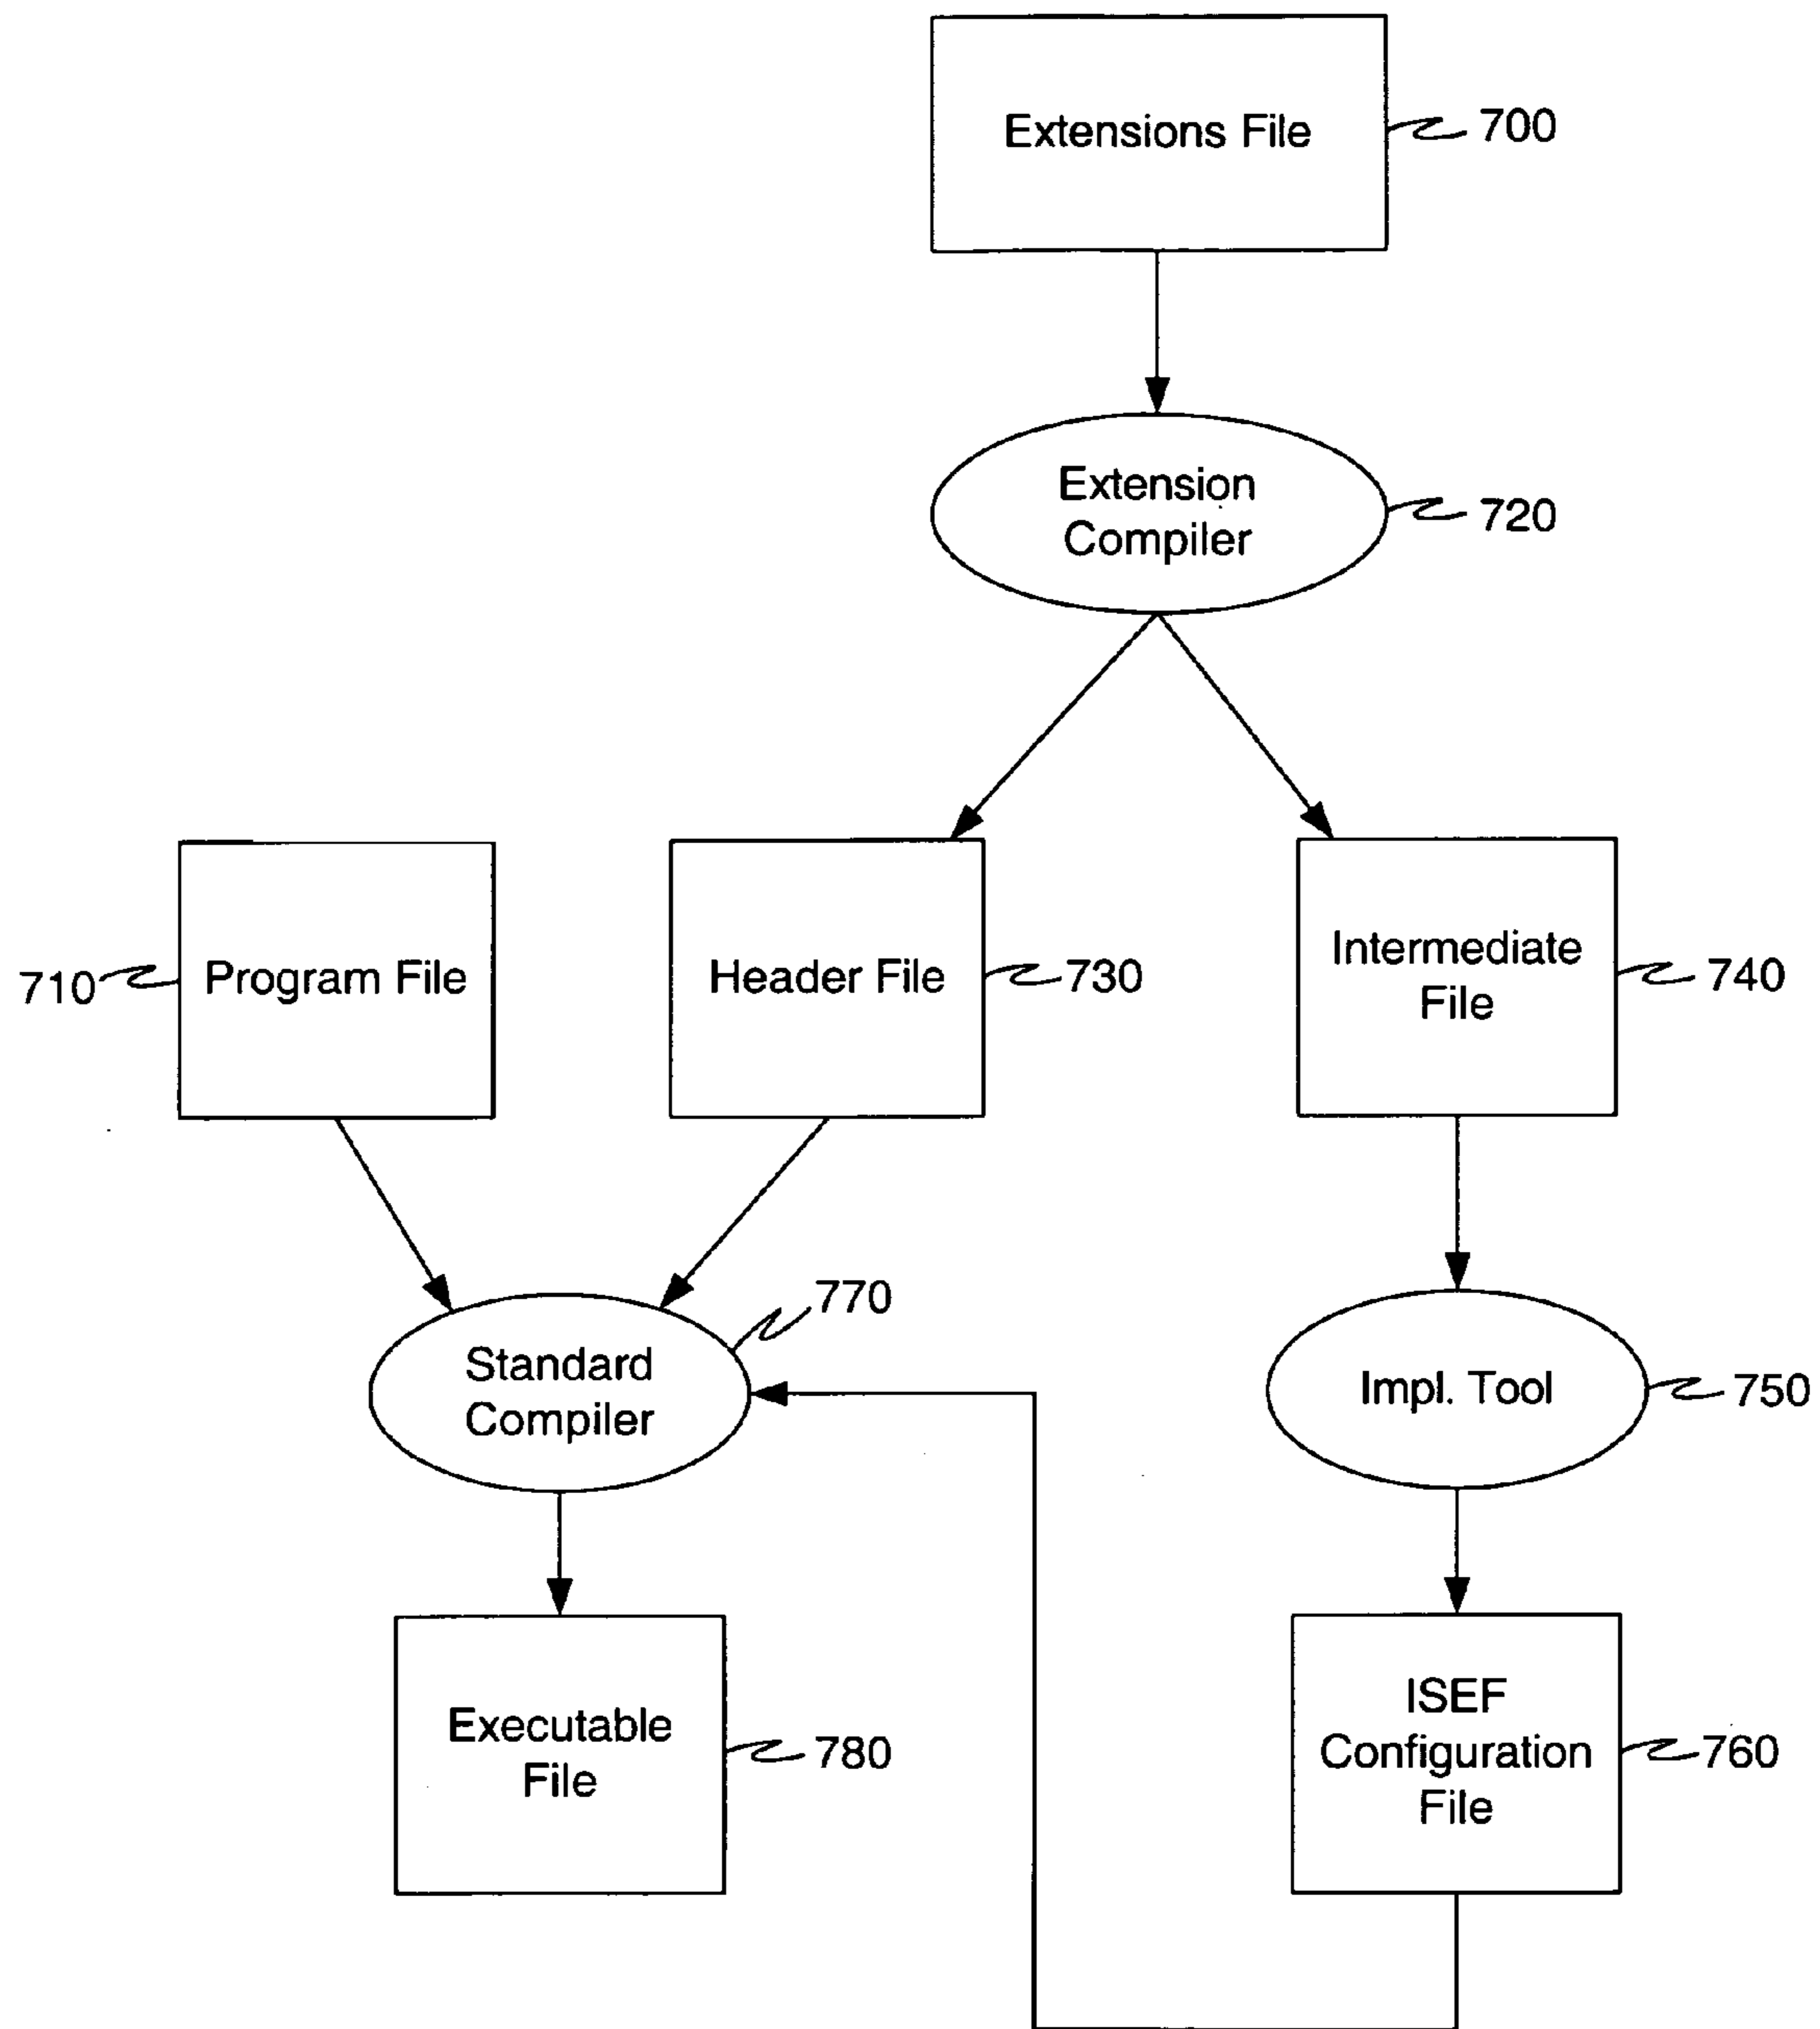 Extensions File
700
Extension
Compiler
720
710
Program File
Header File
730
Intermediate
File
740
770
Standard
Compiler
Impl. Tool
750
Executable
File
780
ISEF
Configuration
File
760